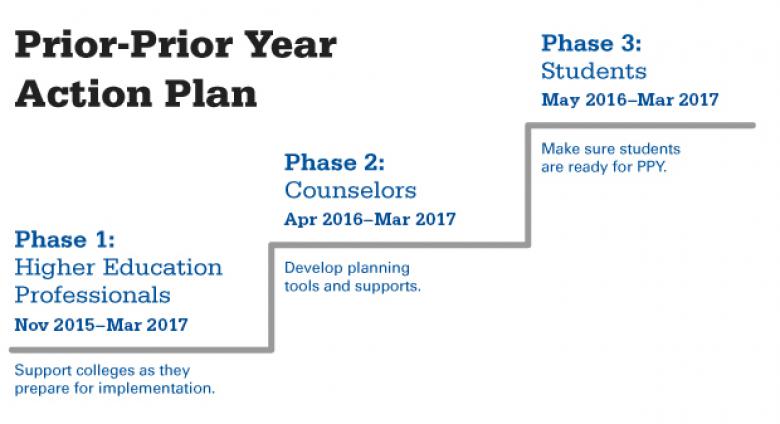 Prior-Prior Year
Action Plan
Phase 1:
Higher Education
Professionals
Nov 2015–Mar 2017
Support colleges as they
prepare for implementation.
Phase 2:
Counselors
Apr 2016–Mar 2017
Develop planning
tools and supports.
Phase 3:
Students
May 2016–Mar 2017
Make sure students
are ready for PPY.